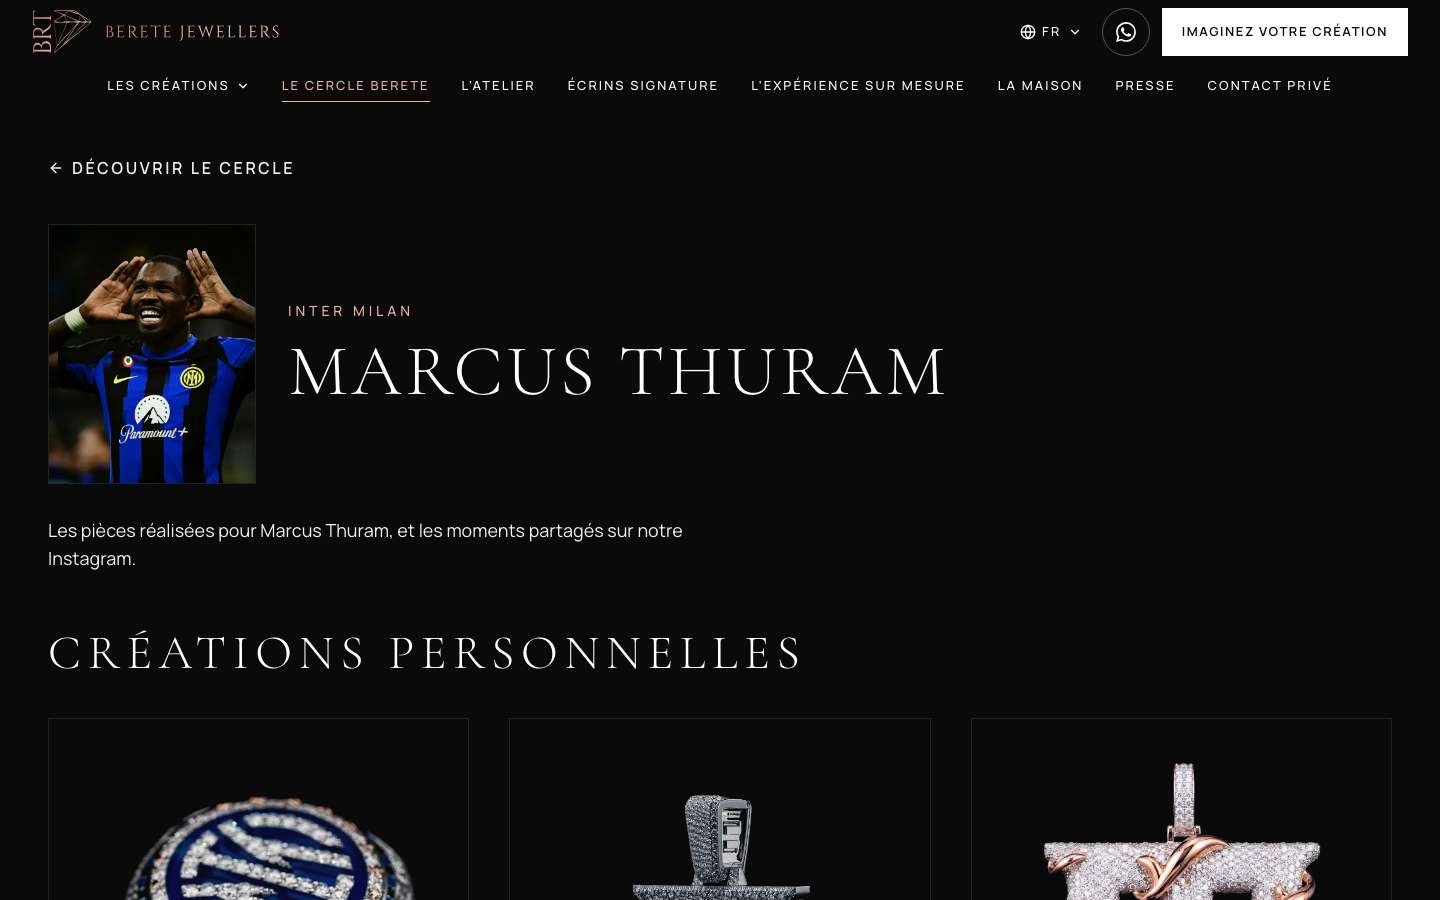 BRT
BERETE JEWELLERS
FR
IMAGINEZ VOTRE CRÉATION
LES CRÉATIONS
LE CERCLE BERETE
L'ATELIER
ÉCRINS SIGNATURE
L'EXPÉRIENCE SUR MESURE
LA MAISON
PRESSE
CONTACT PRIVÉ
DÉCOUVRIR LE CERCLE
Paramount+
INTER MILAN
MARCUS THURAM
Les pièces réalisées pour Marcus Thuram, et les moments partagés sur notre
Instagram.
CRÉATIONS PERSONNELLES